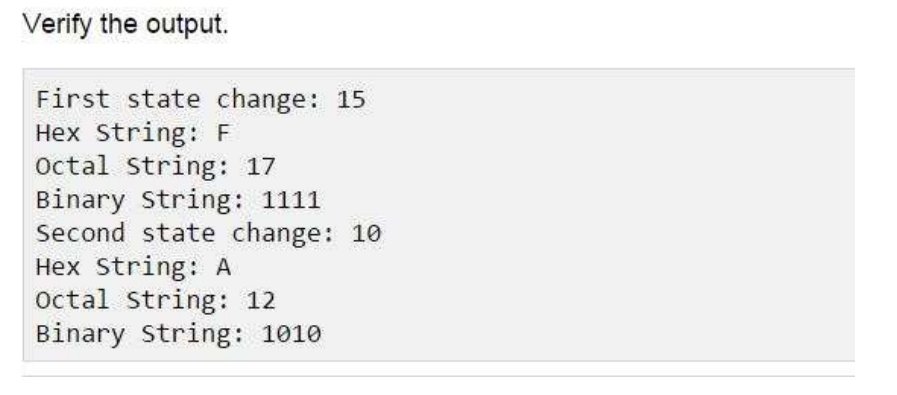 Verify the output.
First state change: 15
Hex String: F
Octal String: 17
Binary String: 1111
Second state change: 10
Hex String: A
Octal String: 12
Binary String: 1010